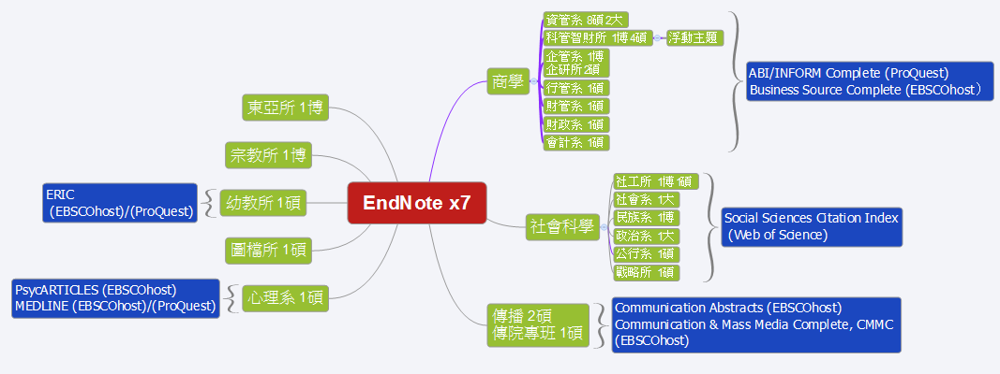 EndNote x7
東亞所 1博
宗教所 1博
幼教所 1碩
ERIC
(EBSCOhost)/(ProQuest)
圖檔所 1碩
心理系 1碩
PsycARTICLES (EBSCOhost)
MEDLINE (EBSCOhost)/(ProQuest)
商學
資管系 8碩2大
科管智財所 1博4碩
浮動主題
企管系 1博
企研所2碩
行管系 1碩
財管系 1碩
財政系 1碩
會計系 1碩
ABI/INFORM Complete (ProQuest)
Business Source Complete (EBSCOhost）
社會科學
社工所 1博1碩
社會系 1大
民族系 1博
政治系 1大
公行系 1碩
戰略所 1碩
Social Sciences Citation Index
(Web of Science)
傳播 2碩
傳院專班 1碩
Communication Abstracts (EBSCOhost)
Communication & Mass Media Complete, CMMC
(EBSCOhost)